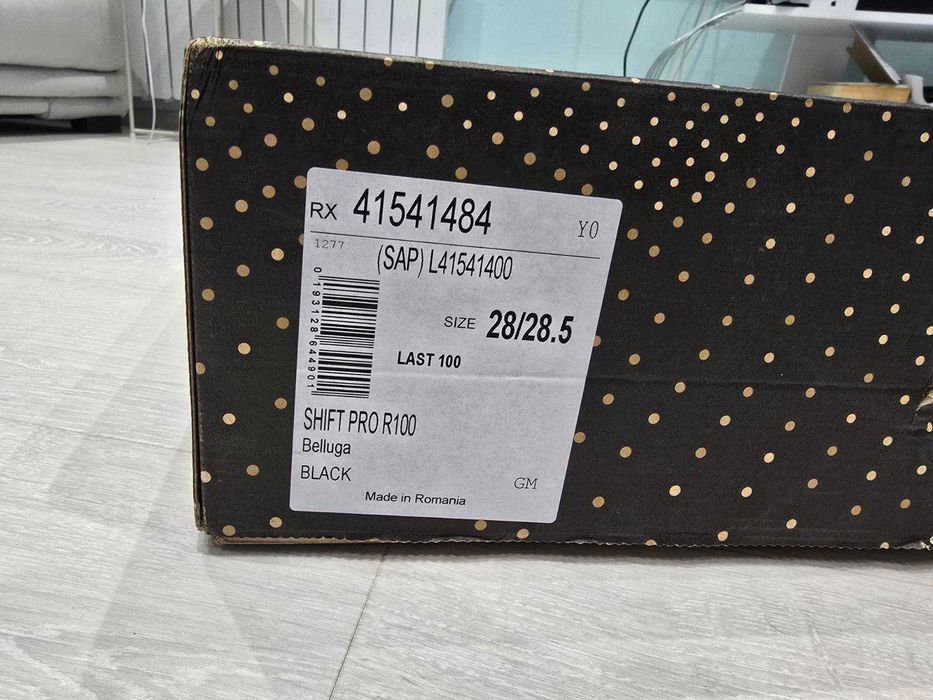 RX 41541484 Y0
1277
(SAP) L41541400
0193128644901
SIZE 28/28.5
LAST 100
SHIFT PRO R100
Belluga
BLACK
GM
Made in Romania